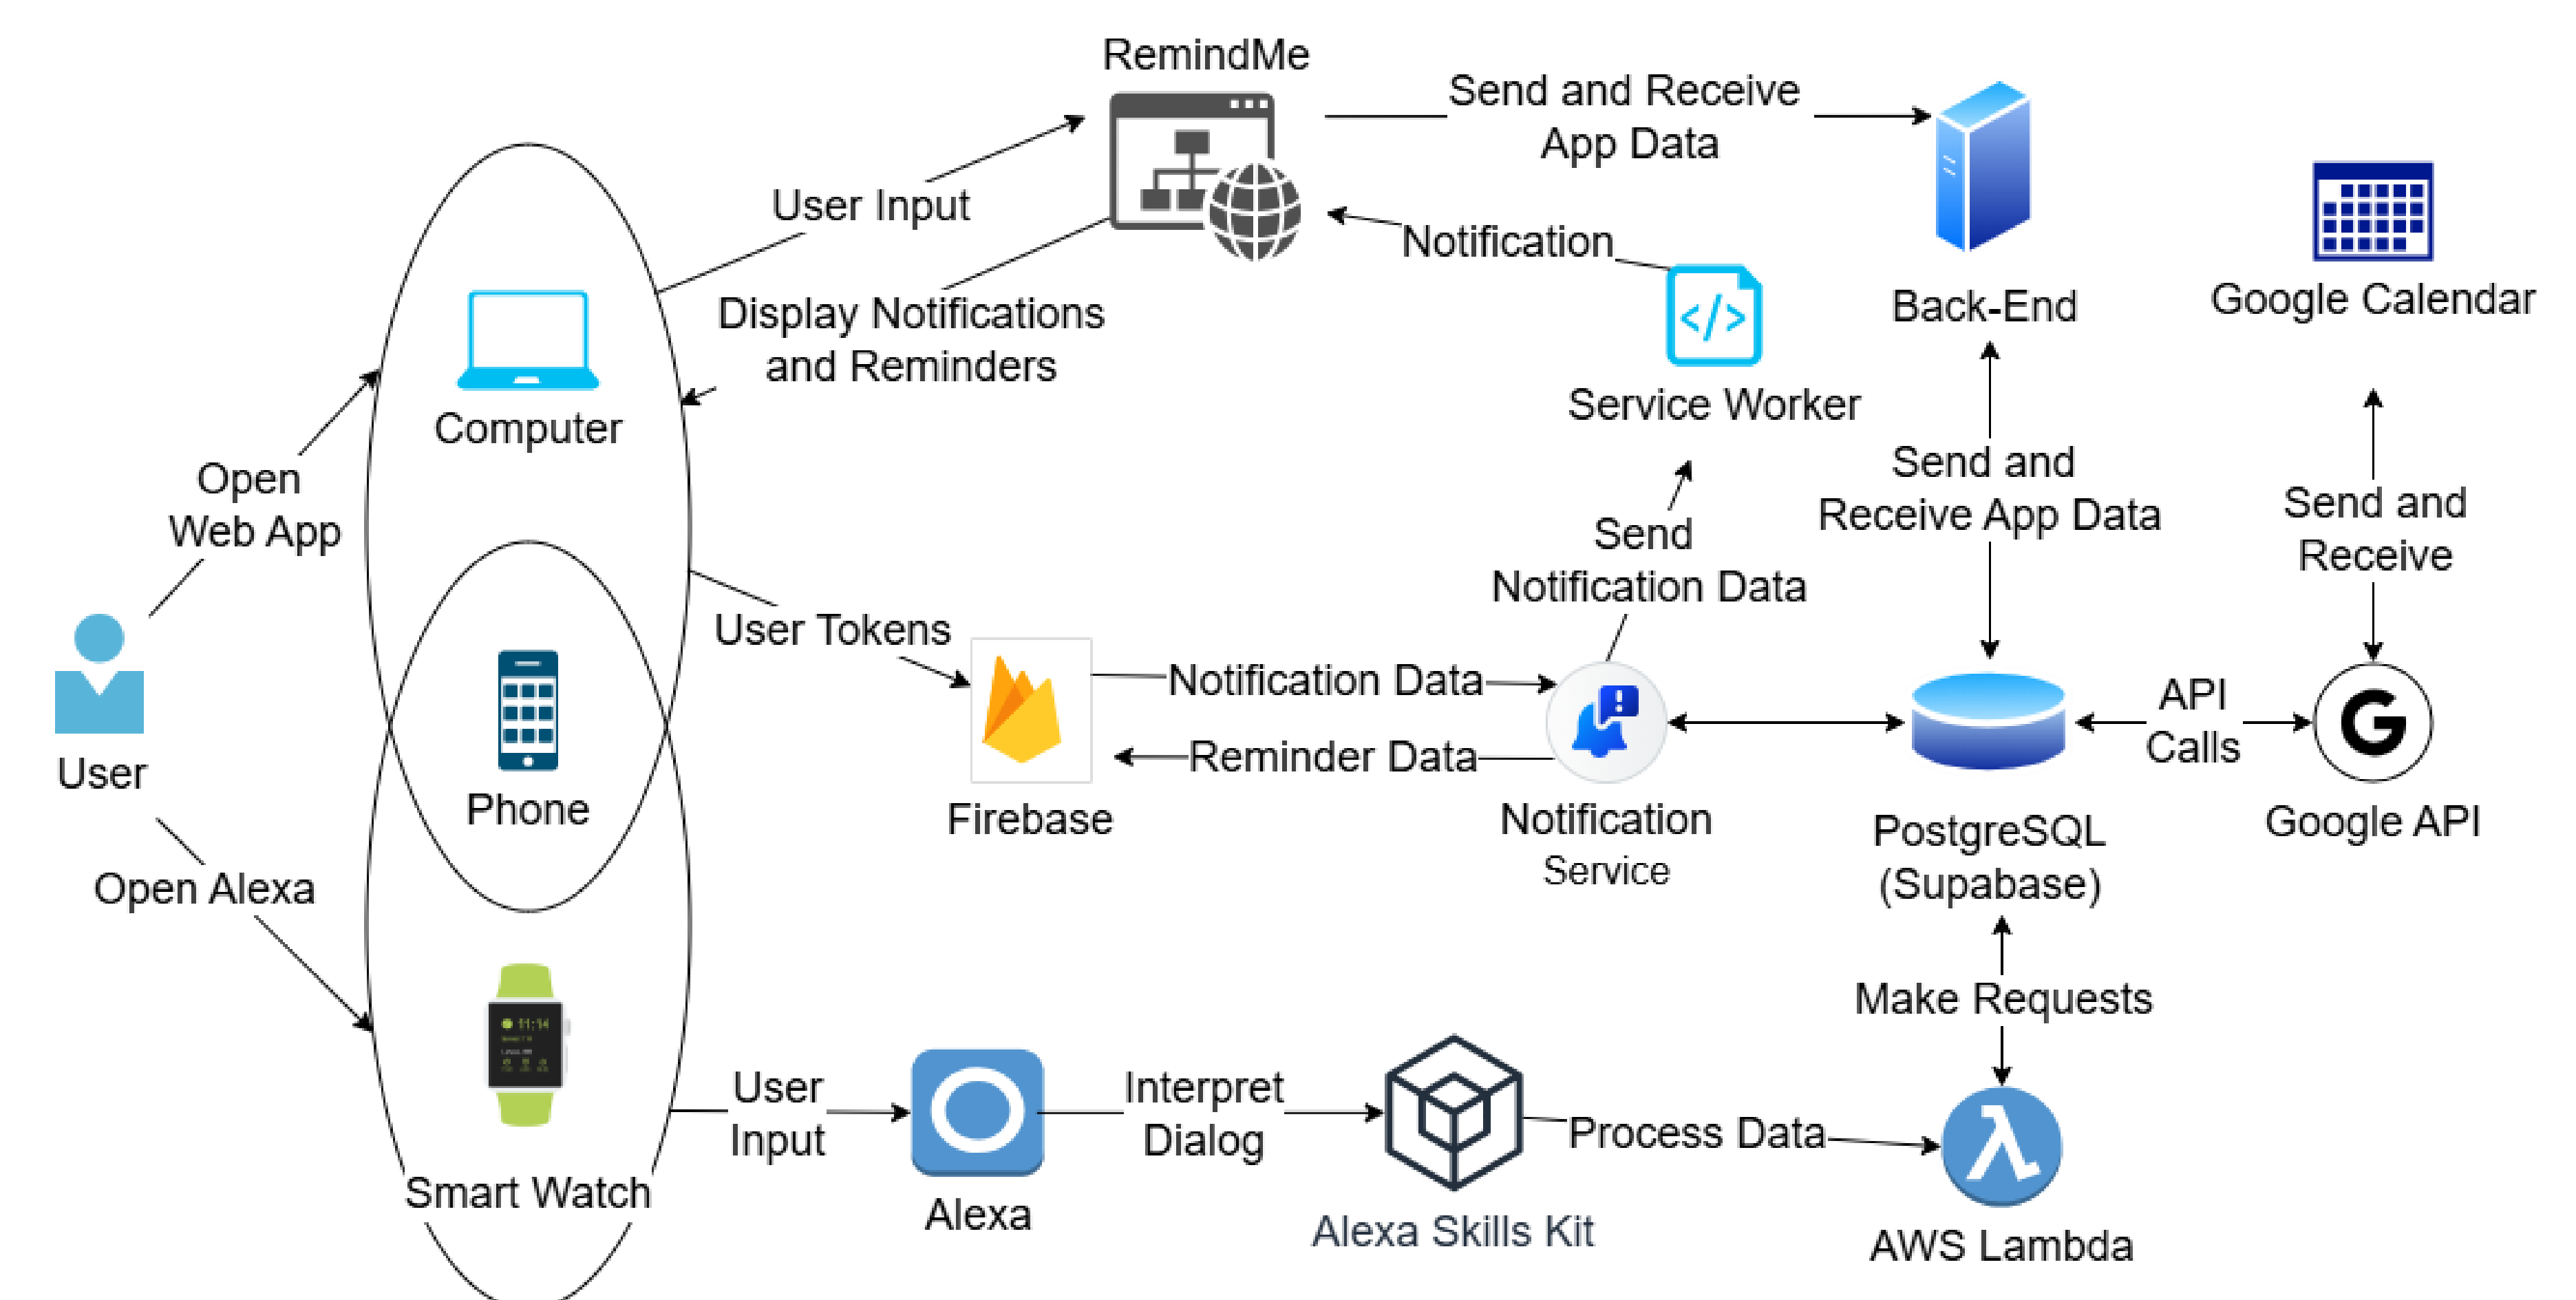 RemindMe
Send and Receive
App Data
User Input
Notification
Display Notifications
and Reminders
Back-End
Google Calendar
Computer
Service Worker
Open
Web App
Send and
Receive App Data
Send and
Receive
Send
Notification Data
User Tokens
Notification Data
API
Calls
Reminder Data
User
Phone
Firebase
Notification
Service
PostgreSQL
(Supabase)
Google API
Open Alexa
11:14
Make Requests
User
Input
Interpret
Dialog
Process Data
Smart Watch
Alexa
Alexa Skills Kit
AWS Lambda